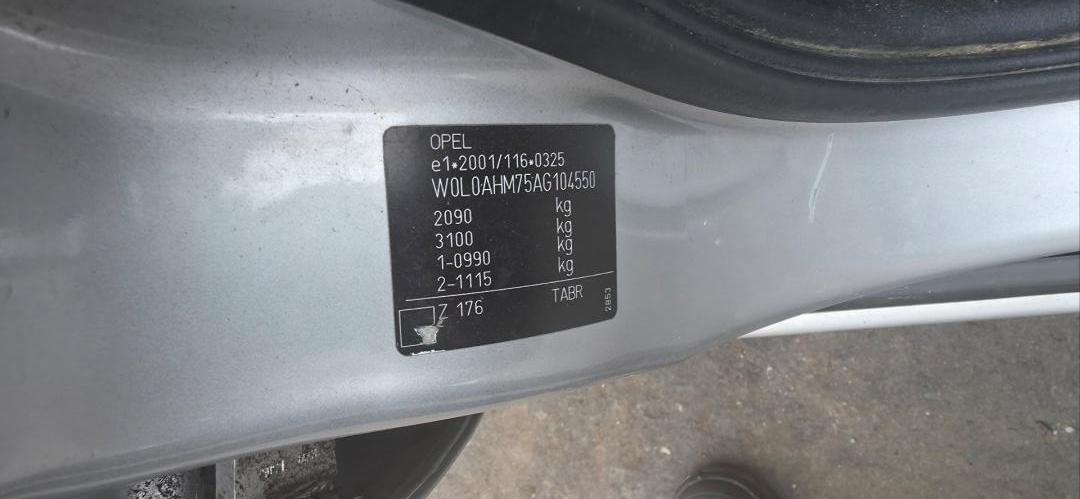 OPEL
e1*2001/116*0325
W0L0AHM75AG104550
2090 kg
3100 kg
1-0990 kg
2-1115 kg
Z 176 TABR
2853